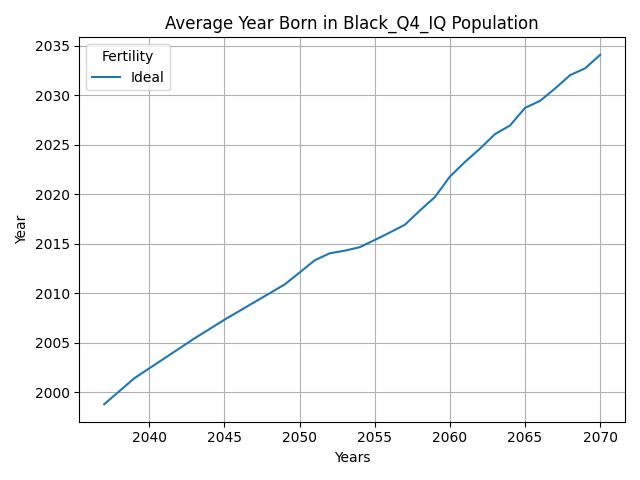 Average Year Born in Black_Q4_IQ Population
Fertility
Ideal
Year
2035
2030
2025
2020
2015
2010
2005
2000
2040 2045 2050 2055 2060 2065 2070
Years